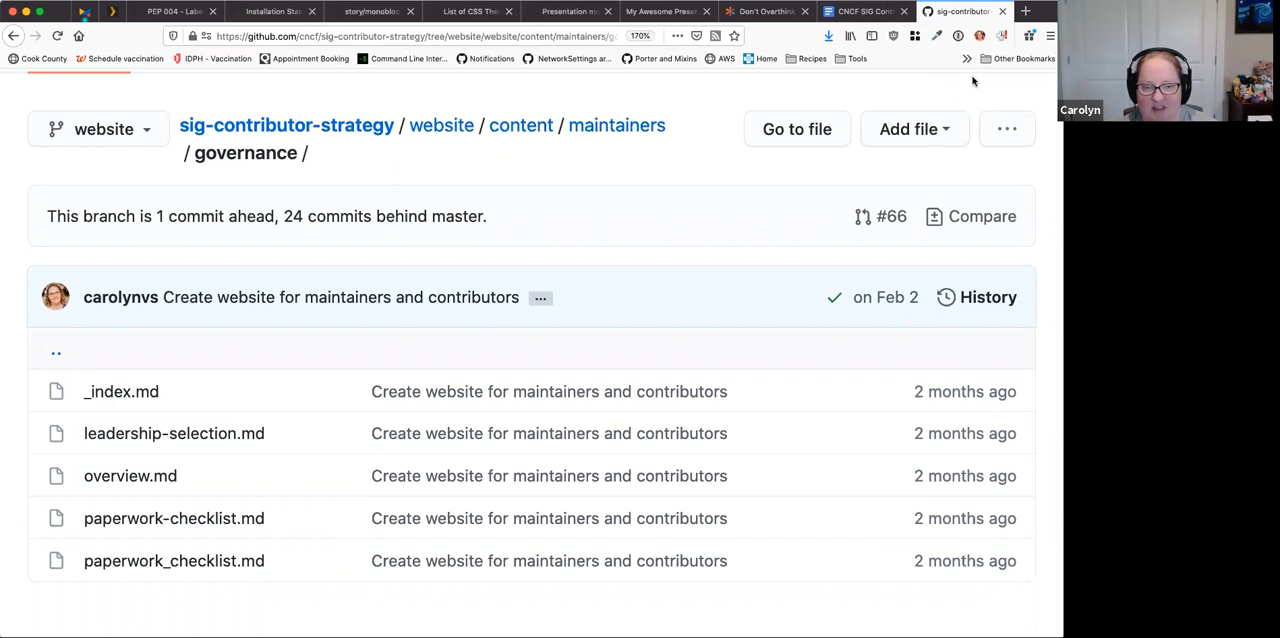 PEP 004 - Labe
Installation Stat
story/monobloc
List of CSS The
Presentation mo
My Awesome Presen
Don't Overthink
CNCF SIG Contr
sig-contributor-
https://github.com/cncf/sig-contributor-strategy/tree/website/website/content/maintainers/go
170%
Cook County
Schedule vaccination
IDPH - Vaccination
Appointment Booking
Command Line Inter...
Notifications
NetworkSettings ar...
Porter and Mixins
AWS
Home
Recipes
Tools
Other Bookmarks
Carolyn
website
sig-contributor-strategy / website / content / maintainers
/ governance /
Go to file
Add file
This branch is 1 commit ahead, 24 commits behind master.
#66
Compare
carolynvs Create website for maintainers and contributors
on Feb 2
History
..
_index.md Create website for maintainers and contributors 2 months ago
leadership-selection.md Create website for maintainers and contributors 2 months ago
overview.md Create website for maintainers and contributors 2 months ago
paperwork-checklist.md Create website for maintainers and contributors 2 months ago
paperwork_checklist.md Create website for maintainers and contributors 2 months ago